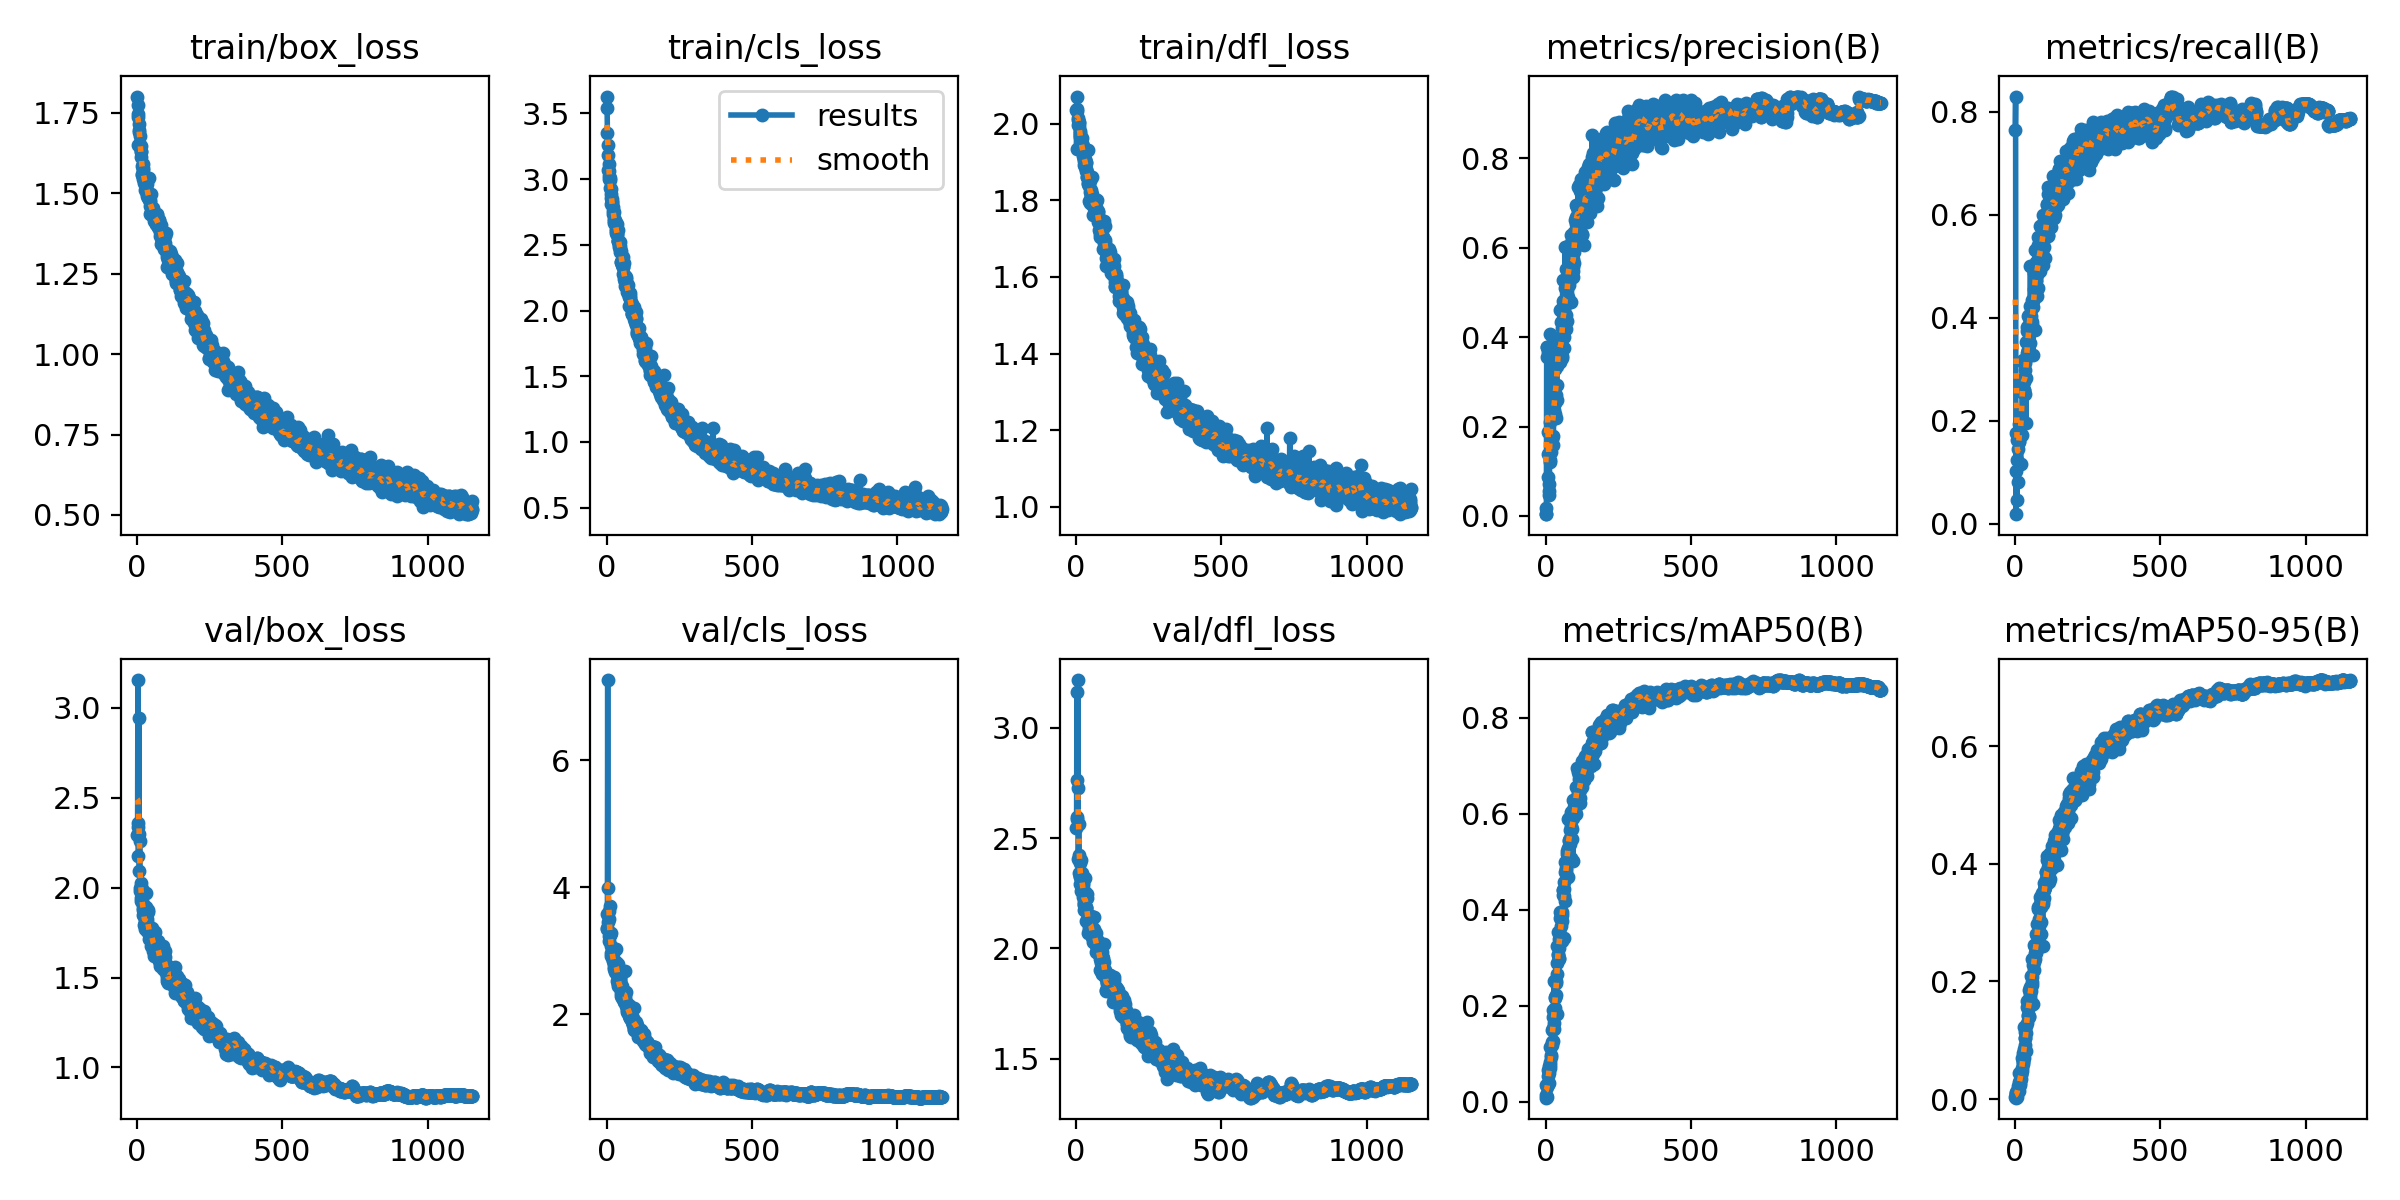 train/box_loss
1.75
1.50
1.25
1.00
0.75
0.50
0 500 1000
train/cls_loss
results
smooth
3.5
3.0
2.5
2.0
1.5
1.0
0.5
0 500 1000
train/dfl_loss
2.0
1.8
1.6
1.4
1.2
1.0
0 500 1000
metrics/precision(B)
0.8
0.6
0.4
0.2
0.0
0 500 1000
metrics/recall(B)
0.8
0.6
0.4
0.2
0.0
0 500 1000
val/box_loss
3.0
2.5
2.0
1.5
1.0
0 500 1000
val/cls_loss
6
4
2
0 500 1000
val/dfl_loss
3.0
2.5
2.0
1.5
0 500 1000
metrics/mAP50(B)
0.8
0.6
0.4
0.2
0.0
0 500 1000
metrics/mAP50-95(B)
0.6
0.4
0.2
0.0
0 500 1000